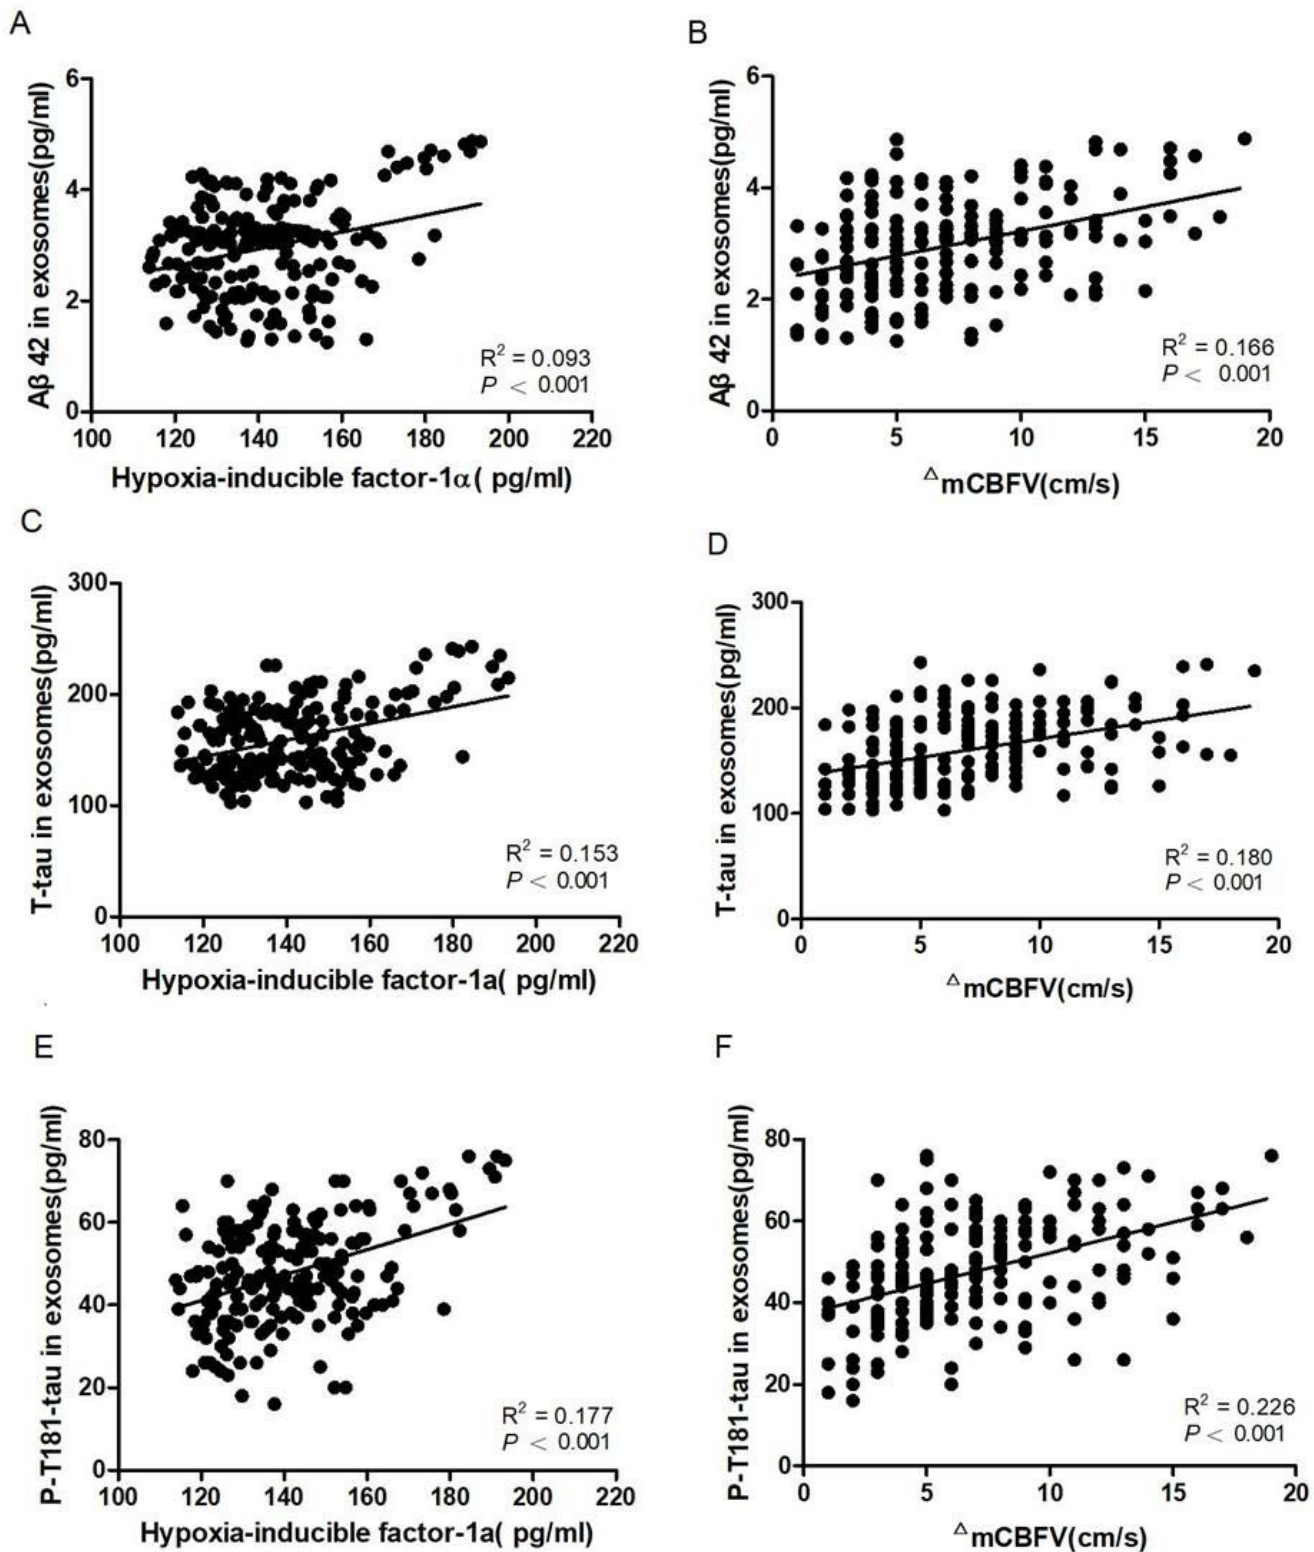 A
Aβ 42 in exosomes(pg/ml)
6
4
2
0
R² = 0.093
P < 0.001
100 120 140 160 180 200 220
Hypoxia-inducible factor-1α( pg/ml)
B
Aβ 42 in exosomes(pg/ml)
6
4
2
0
R² = 0.166
P < 0.001
0 5 10 15 20
△mCBFV(cm/s)
C
T-tau in exosomes(pg/ml)
300
200
100
0
R² = 0.153
P < 0.001
100 120 140 160 180 200 220
Hypoxia-inducible factor-1a( pg/ml)
D
T-tau in exosomes(pg/ml)
300
200
100
0
R² = 0.180
P < 0.001
0 5 10 15 20
△mCBFV(cm/s)
E
P-T181-tau in exosomes(pg/ml)
80
60
40
20
0
R² = 0.177
P < 0.001
100 120 140 160 180 200 220
Hypoxia-inducible factor-1a( pg/ml)
F
P-T181-tau in exosomes(pg/ml)
80
60
40
20
0
R² = 0.226
P < 0.001
0 5 10 15 20
△mCBFV(cm/s)